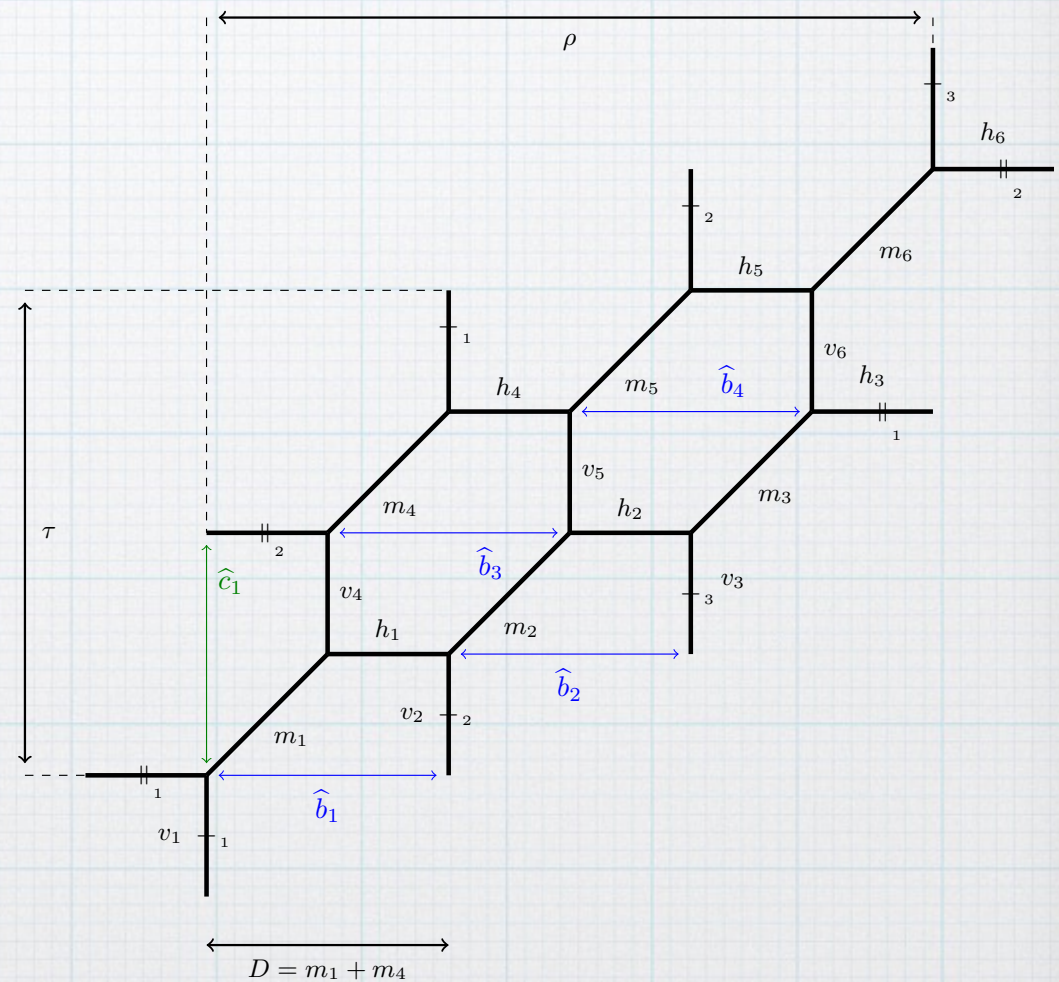 ρ
3
h₆
2
2
m₆
h₅
v₆
h₃
1
1
m₅
b̂₄
h₄
v₅
m₃
τ
m₄
h₂
2
b̂₃
ĉ₁
v₄
v₃
3
h₁
m₂
b̂₂
v₂
2
m₁
1
b̂₁
v₁
1
D = m₁ + m₄